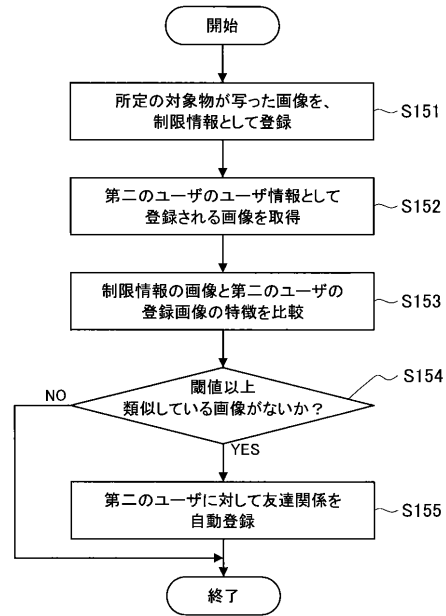 開始
所定の対象物が写った画像を、
制限情報として登録
S151
第二のユーザのユーザ情報として
登録される画像を取得
S152
制限情報の画像と第二のユーザの
登録画像の特徴を比較
S153
S154
閾値以上
類似している画像がないか？
NO
YES
第二のユーザに対して友達関係を
自動登録
S155
終了